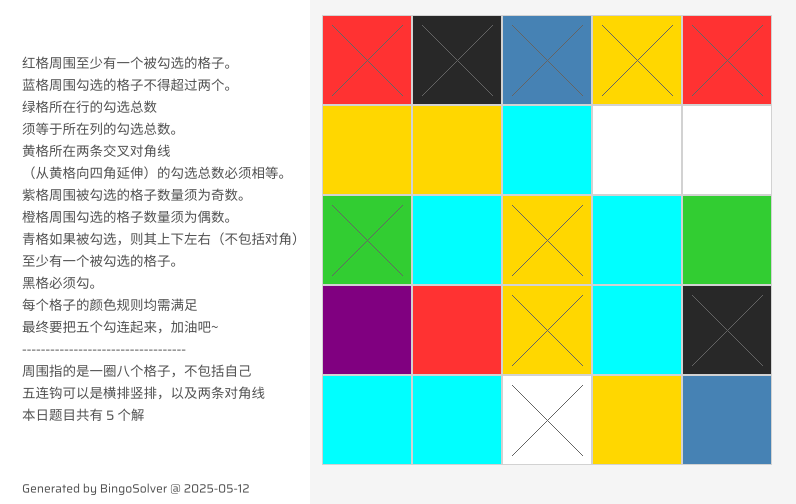 红格周围至少有一个被勾选的格子。
蓝格周围勾选的格子不得超过两个。
绿格所在行的勾选总数
须等于所在列的勾选总数。
黄格所在两条交叉对角线
（从黄格向四角延伸）的勾选总数必须相等。
紫格周围被勾选的格子数量须为奇数。
橙格周围勾选的格子数量须为偶数。
青格如果被勾选，则其上下左右（不包括对角）
至少有一个被勾选的格子。
黑格必须勾。
每个格子的颜色规则均需满足
最终要把五个勾连起来，加油吧~
-----------------------------------
周围指的是一圈八个格子，不包括自己
五连钩可以是横排竖排，以及两条对角线
本日题目共有 5 个解
Generated by BingoSolver @ 2025-05-12